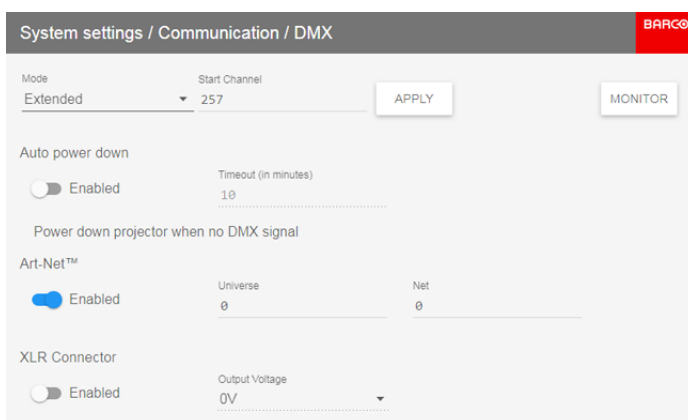 System settings / Communication / DMX
BARCO
Mode
Start Channel
Extended
257
APPLY
MONITOR
Auto power down
Enabled
Timeout (in minutes)
10
Power down projector when no DMX signal
Art-Net™
Enabled
Universe
0
Net
0
XLR Connector
Enabled
Output Voltage
0V